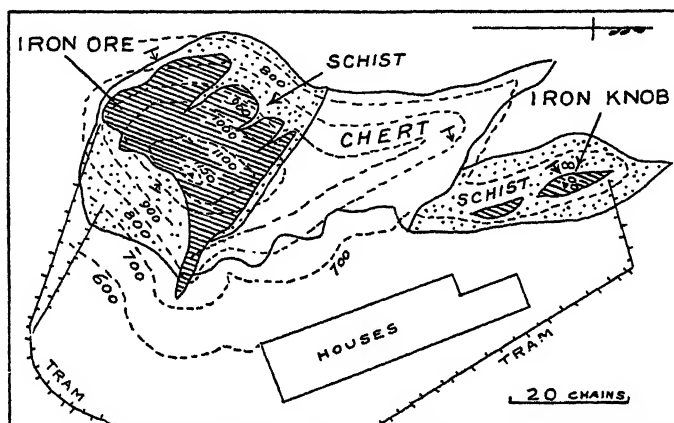 IRON ORE
SCHIST
IRON KNOB
CHERT
SCHIST
800
1000
1100
900
800
700
600
700
HOUSES
TRAM
TRAM
20 CHAINS